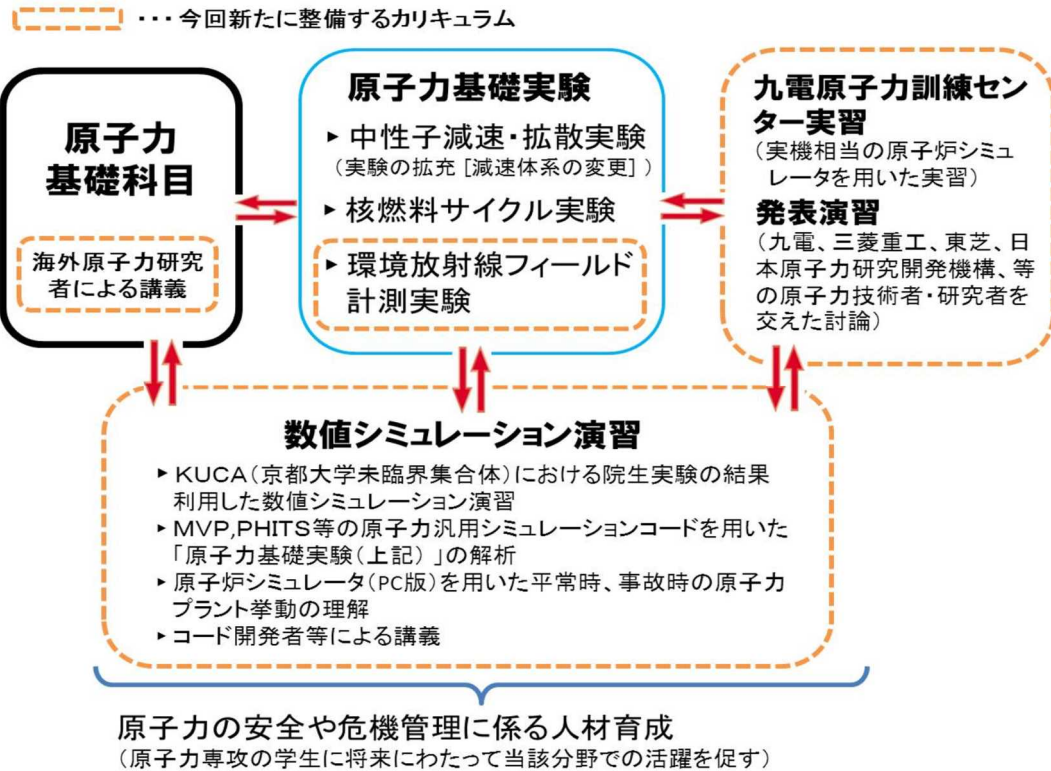 ・・・今回新たに整備するカリキュラム
原子力
基礎科目
海外原子力研究
者による講義
原子力基礎実験
▸ 中性子減速・拡散実験
（実験の拡充［減速体系の変更］）
▸ 核燃料サイクル実験
▸ 環境放射線フィールド
計測実験
九電原子力訓練セン
ター実習
（実機相当の原子炉シミュ
レータを用いた実習）
発表演習
（九電、三菱重工、東芝、日
本原子力研究開発機構、等
の原子力技術者・研究者を
交えた討論）
数値シミュレーション演習
▸ KUCA（京都大学未臨界集合体）における院生実験の結果
利用した数値シミュレーション演習
▸ MVP,PHITS等の原子力汎用シミュレーションコードを用いた
「原子力基礎実験（上記）」の解析
▸ 原子炉シミュレータ（PC版）を用いた平常時、事故時の原子力
プラント挙動の理解
▸ コード開発者等による講義
原子力の安全や危機管理に係る人材育成
（原子力専攻の学生に将来にわたって当該分野での活躍を促す）